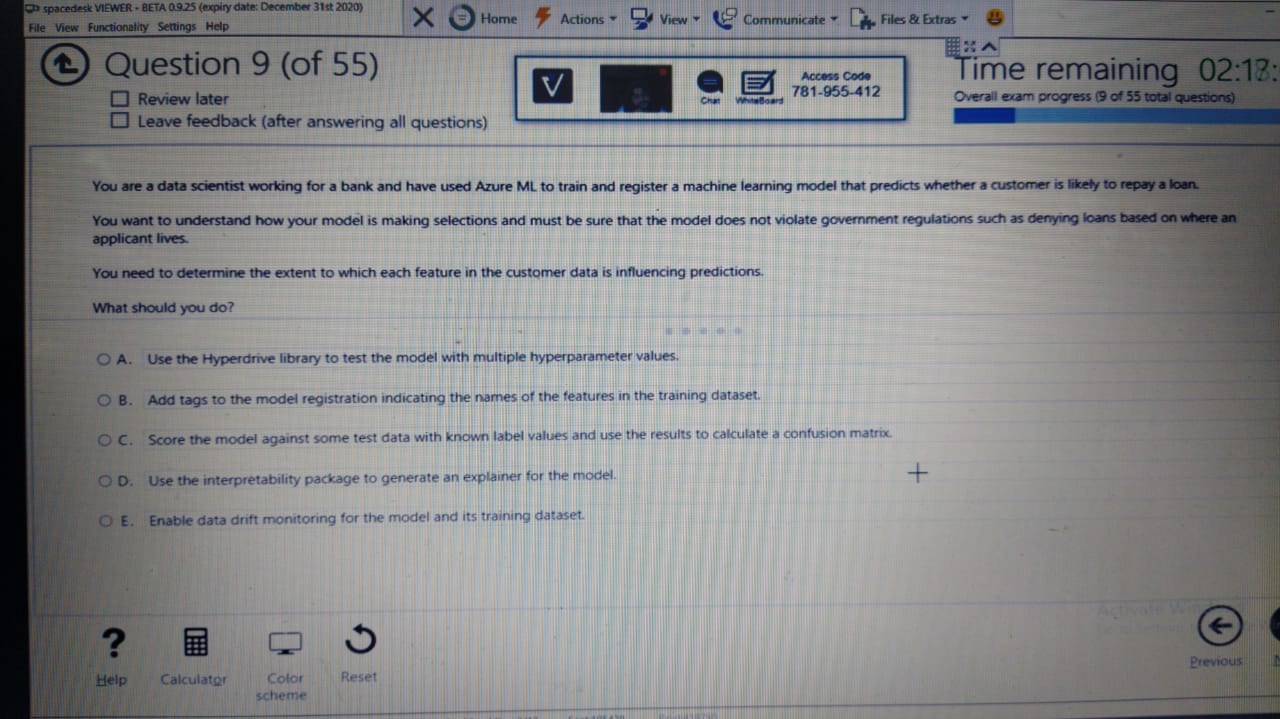 spacedesk VIEWER - BETA 0.9.25 (expiry date: December 31st 2020)
File View Functionality Settings Help
Home Actions View Communicate Files & Extras
Question 9 (of 55)
Review later
Leave feedback (after answering all questions)
V
Chat
WhiteBoard
Access Code
781-955-412
Time remaining 02:
Overall exam progress (9 of 55 total questions)
You are a data scientist working for a bank and have used Azure ML to train and register a machine learning model that predicts whether a customer is likely to repay a loan.
You want to understand how your model is making selections and must be sure that the model does not violate government regulations such as denying loans based on where an
applicant lives.
You need to determine the extent to which each feature in the customer data is influencing predictions.
What should you do?
A. Use the Hyperdrive library to test the model with multiple hyperparameter values.
B. Add tags to the model registration indicating the names of the features in the training dataset.
C. Score the model against some test data with known label values and use the results to calculate a confusion matrix.
D. Use the interpretability package to generate an explainer for the model.
E. Enable data drift monitoring for the model and its training dataset.
Activate
? 
Help
Calculator
Color
scheme
Reset
Previous